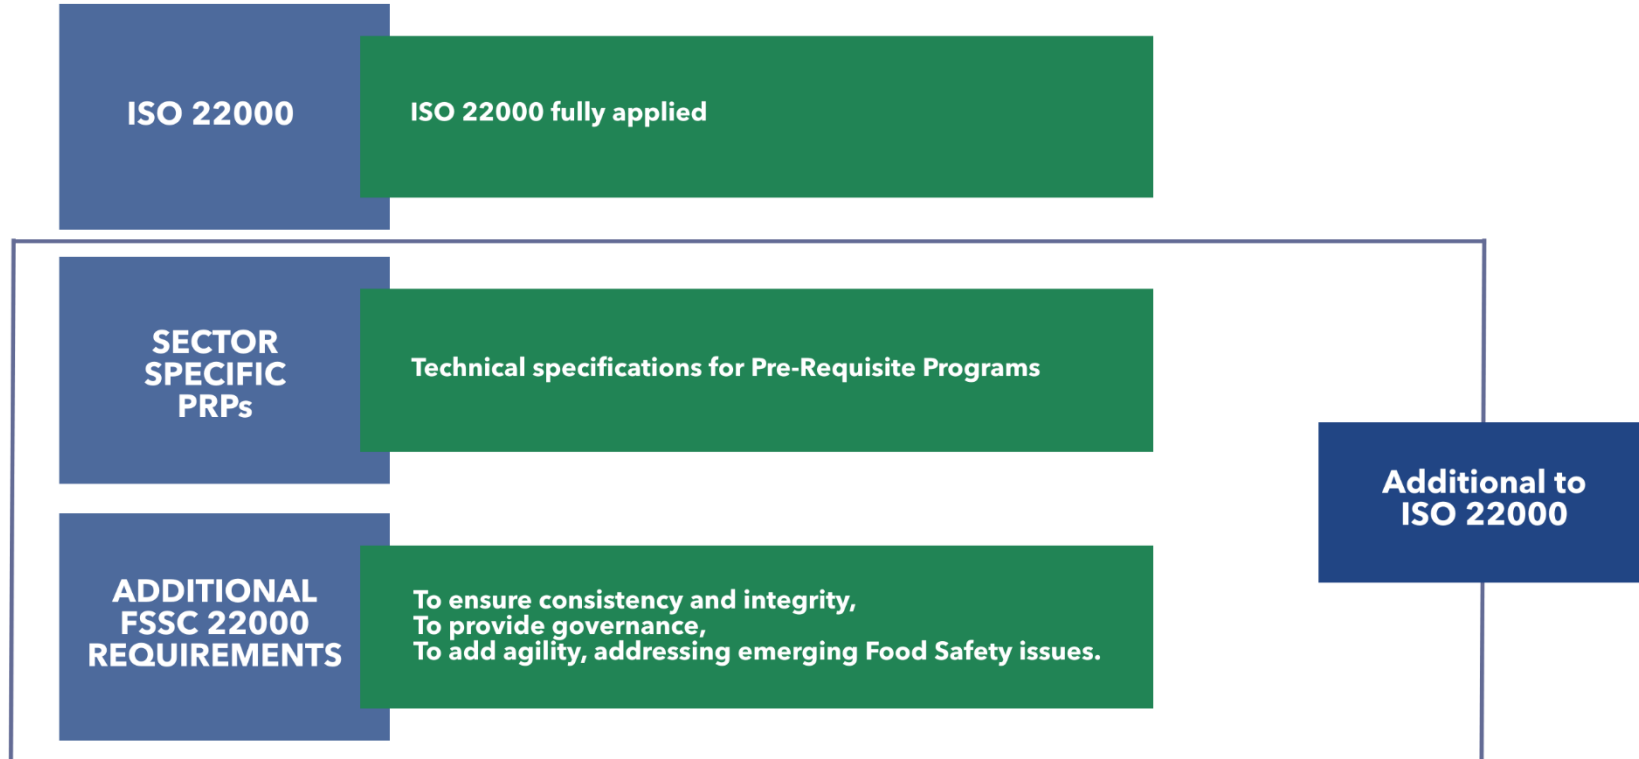 ISO 22000
ISO 22000 fully applied
SECTOR
SPECIFIC
PRPs
Technical specifications for Pre-Requisite Programs
Additional to
ISO 22000
ADDITIONAL
FSSC 22000
REQUIREMENTS
To ensure consistency and integrity,
To provide governance,
To add agility, addressing emerging Food Safety issues.